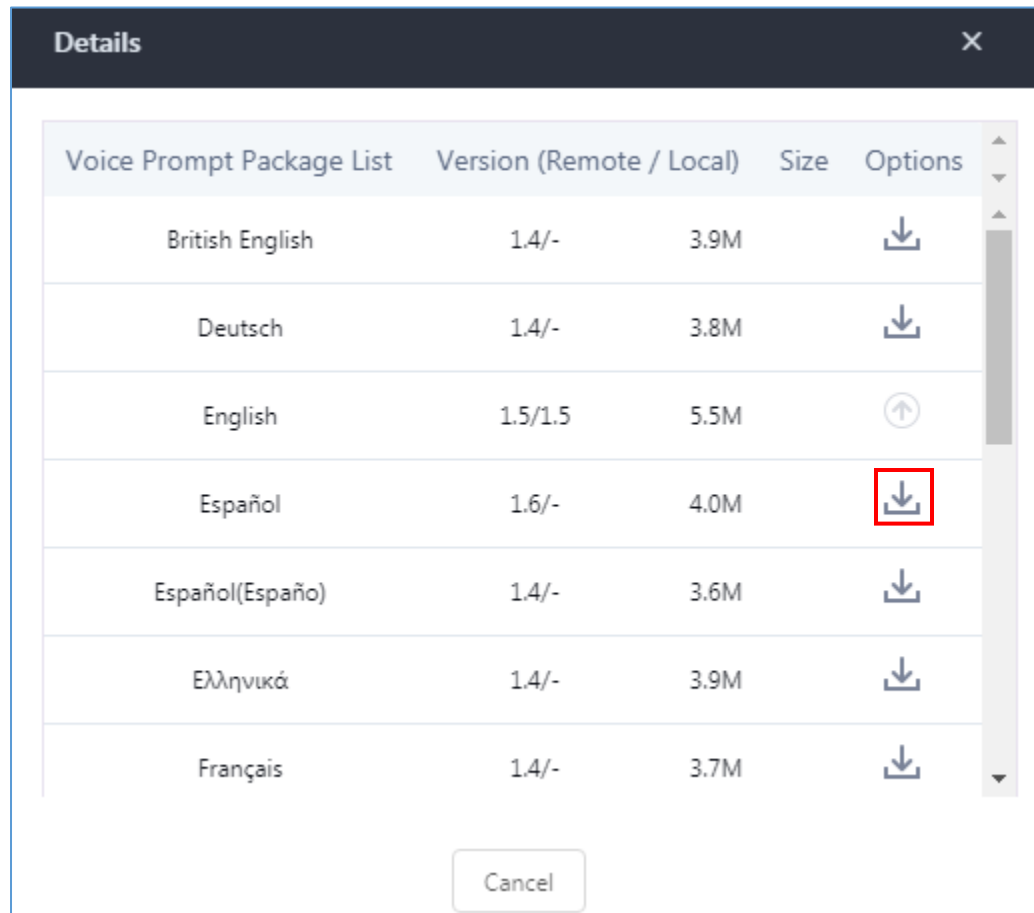 Details
Voice Prompt Package List Version (Remote / Local) Size Options
British English 1.4/- 3.9M
Deutsch 1.4/- 3.8M
English 1.5/1.5 5.5M
Español 1.6/- 4.0M
Español(Españo) 1.4/- 3.6M
Ελληνικά 1.4/- 3.9M
Français 1.4/- 3.7M
Cancel